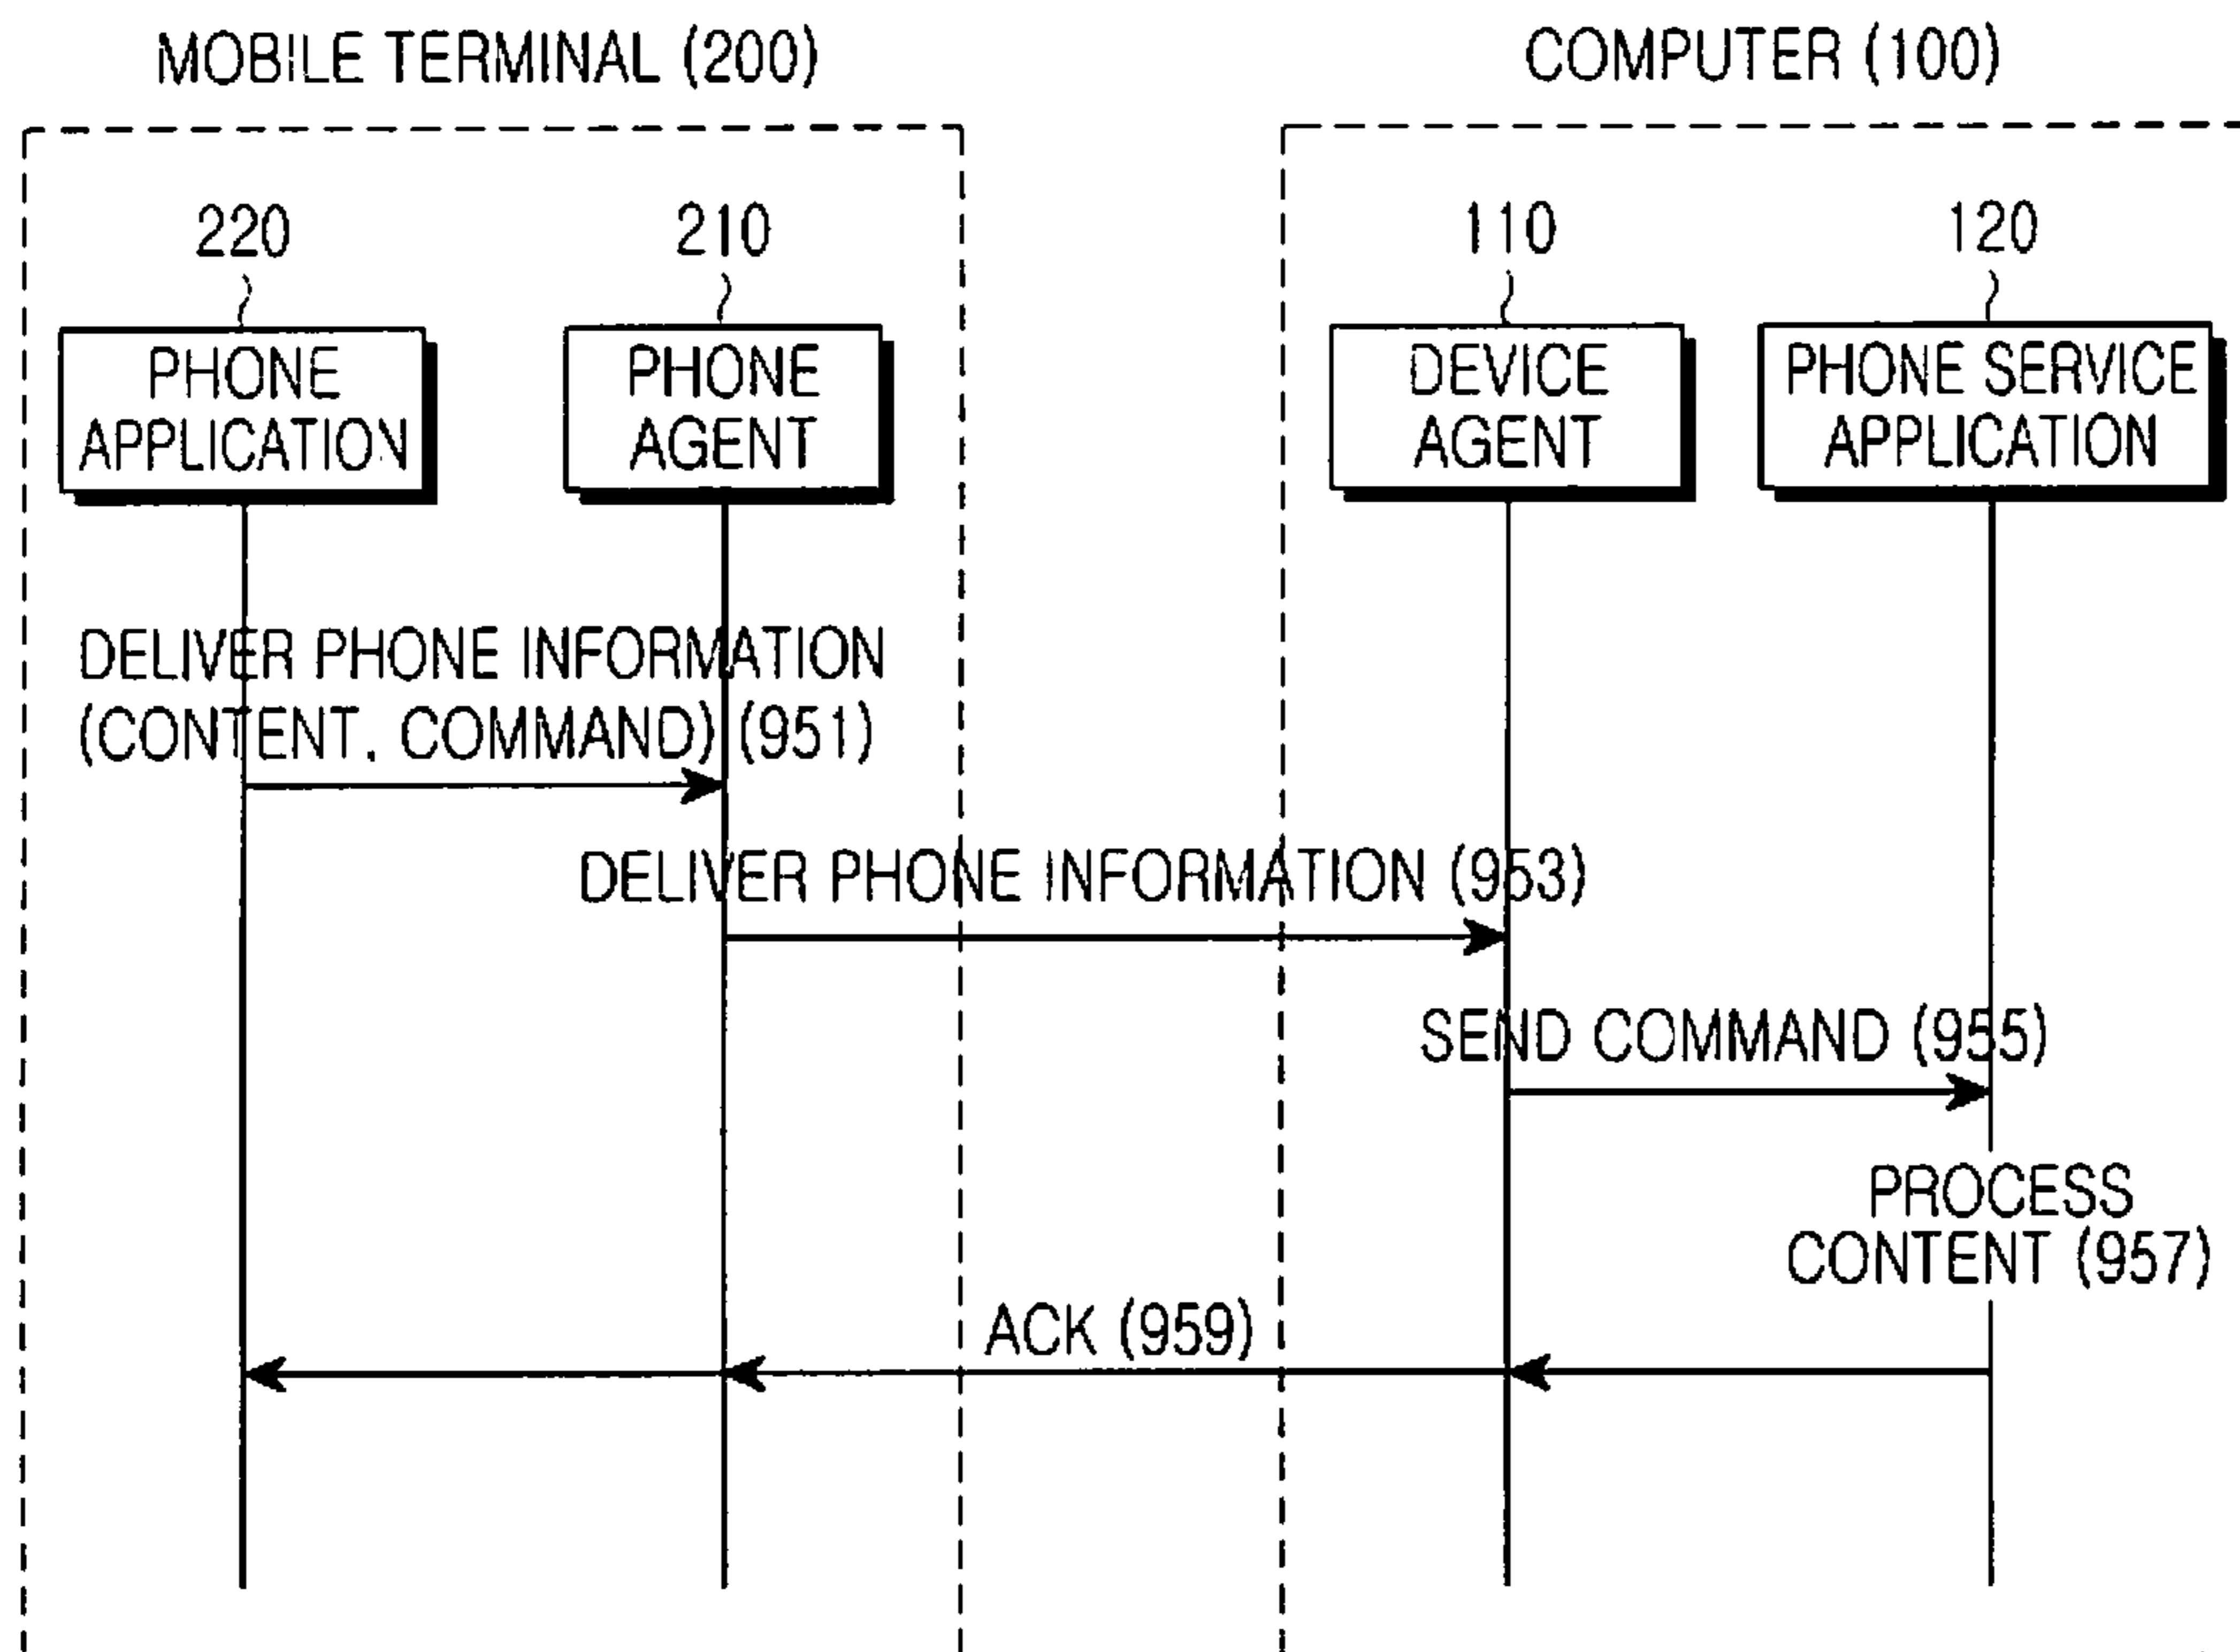 MOBILE TERMINAL (200)
COMPUTER (100)
220
210
110
120
PHONE
APPLICATION
PHONE
AGENT
DEVICE
AGENT
PHONE SERVICE
APPLICATION
DELIVER PHONE INFORMATION
(CONTENT, COMMAND) (951)
DELIVER PHONE INFORMATION (953)
SEND COMMAND (955)
PROCESS
CONTENT (957)
ACK (959)